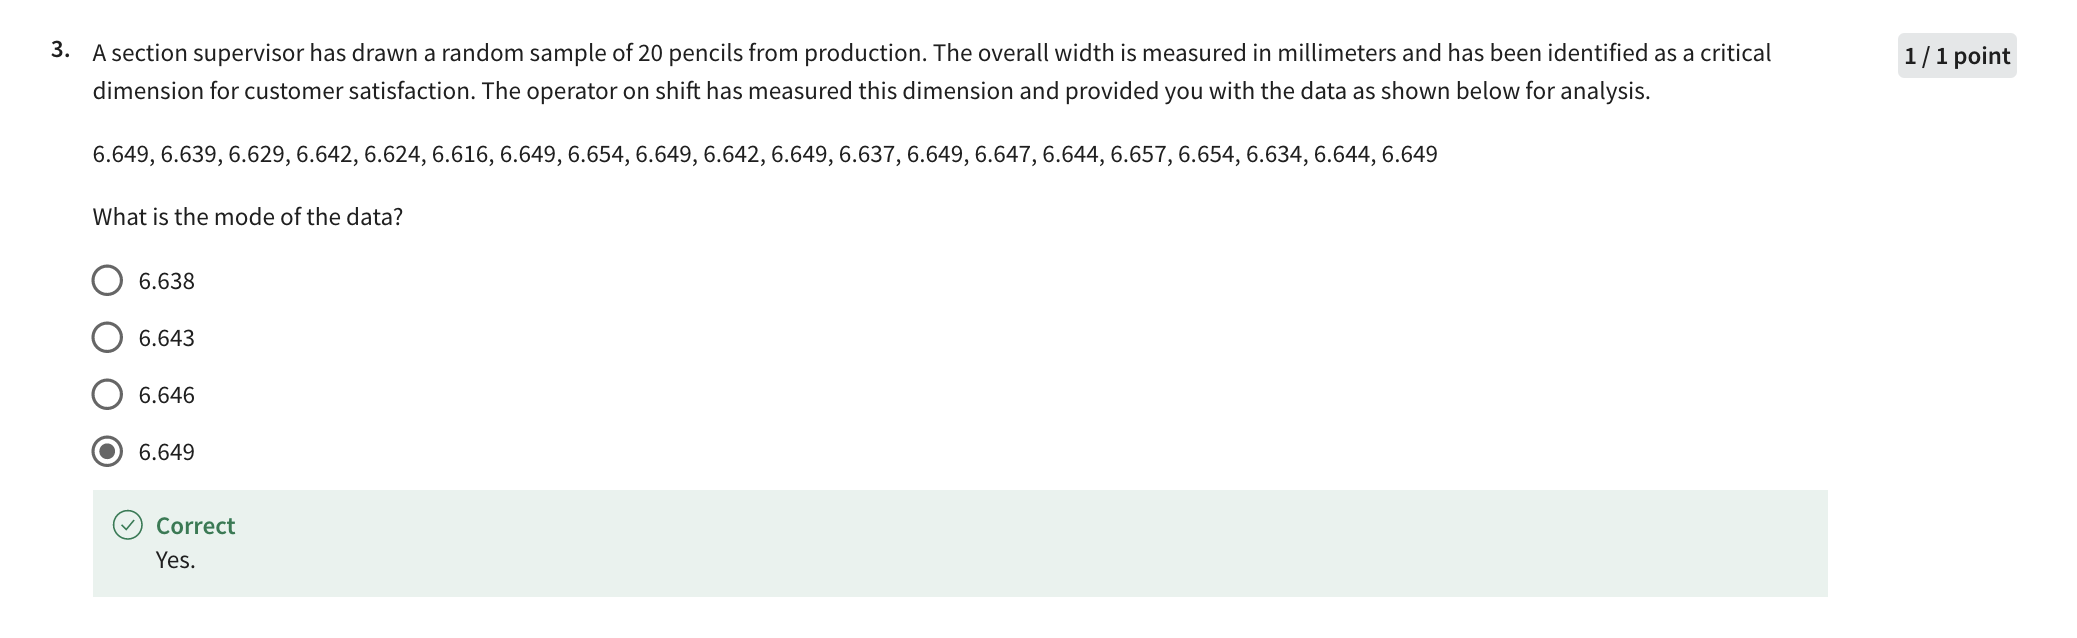 3. A section supervisor has drawn a random sample of 20 pencils from production. The overall width is measured in millimeters and has been identified as a critical
1 / 1 point
dimension for customer satisfaction. The operator on shift has measured this dimension and provided you with the data as shown below for analysis.
6.649, 6.639, 6.629, 6.642, 6.624, 6.616, 6.649, 6.654, 6.649, 6.642, 6.649, 6.637, 6.649, 6.647, 6.644, 6.657, 6.654, 6.634, 6.644, 6.649
What is the mode of the data?
6.638
6.643
6.646
6.649
Correct
Yes.